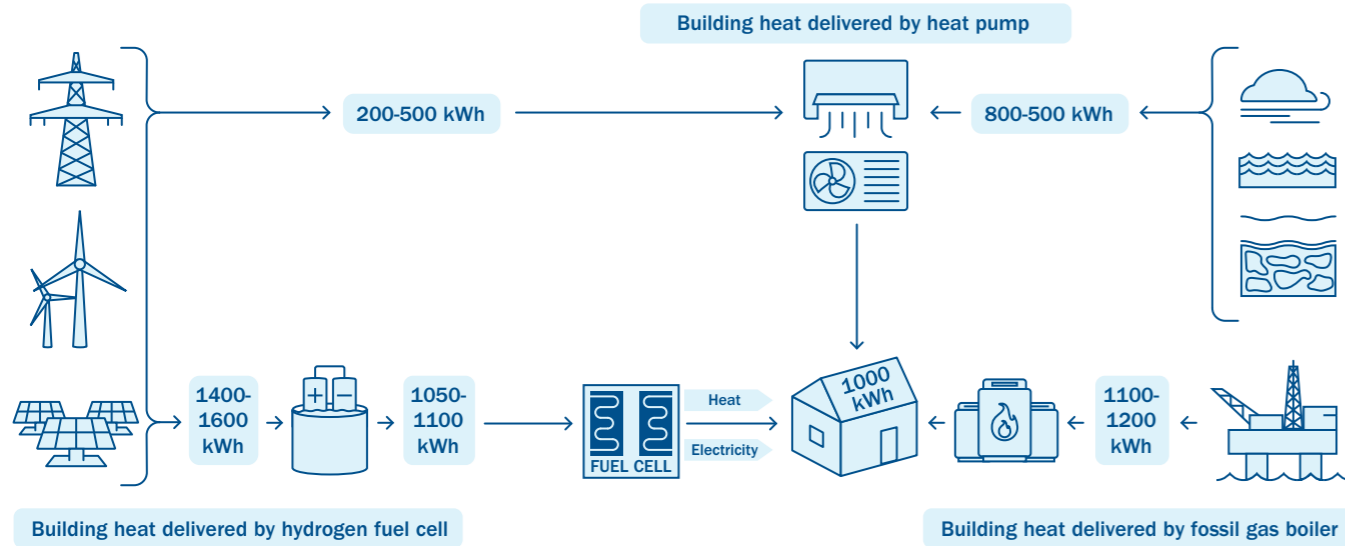 Building heat delivered by heat pump
200-500 kWh
800-500 kWh
1400-
1600
kWh
+ −
1050-
1100
kWh
FUEL CELL
Heat
Electricity
1000
kWh
1100-
1200
kWh
Building heat delivered by hydrogen fuel cell
Building heat delivered by fossil gas boiler